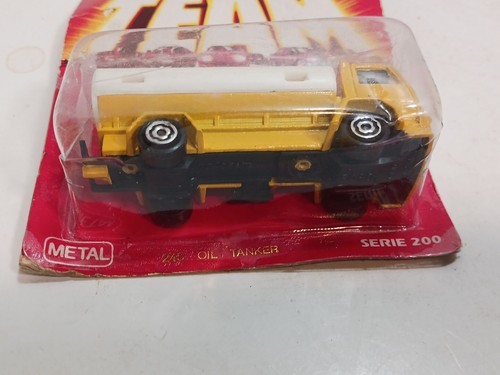 TEAM
METAL
OIL TANKER
SERIE 200